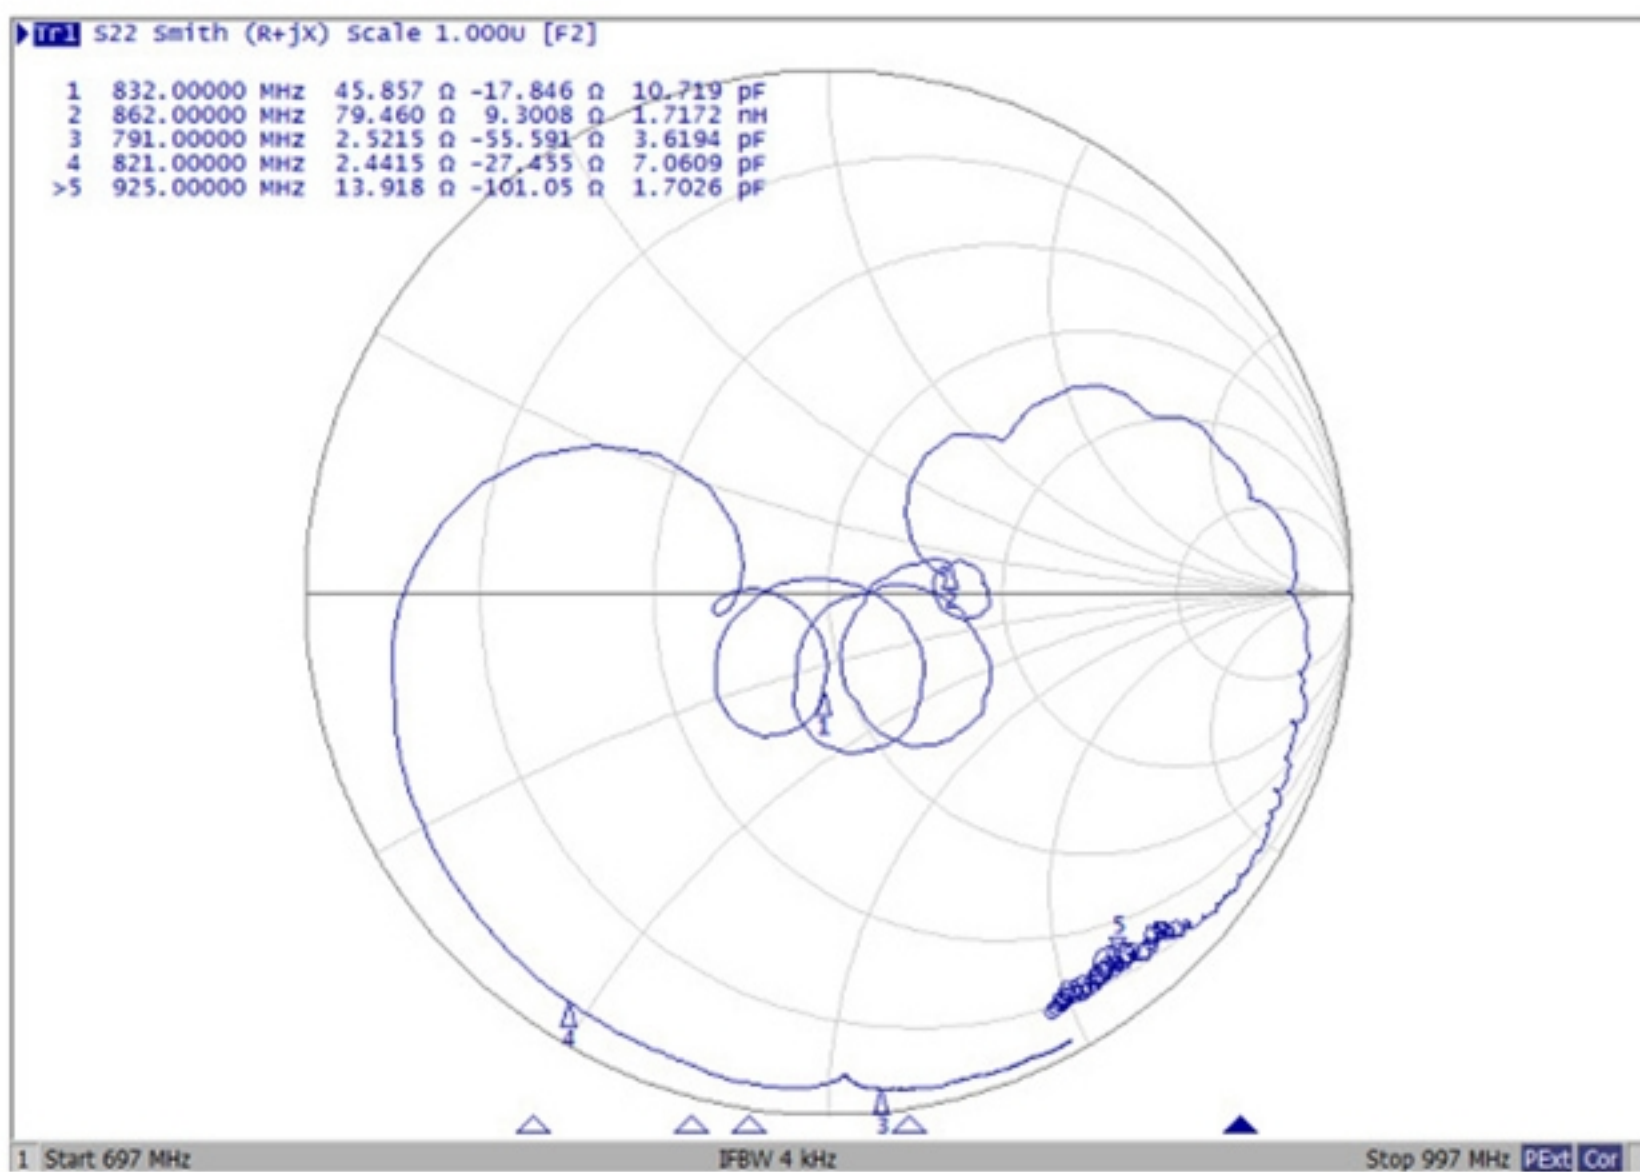 Tr1 S22 Smith (R+jX) Scale 1.000U [F2]
1 832.00000 MHz 45.857 Ω -17.846 Ω 10.719 pF
2 862.00000 MHz 79.460 Ω 9.3008 Ω 1.7172 nH
3 791.00000 MHz 2.5215 Ω -55.591 Ω 3.6194 pF
4 821.00000 MHz 2.4415 Ω -27.455 Ω 7.0609 pF
>5 925.00000 MHz 13.918 Ω -101.05 Ω 1.7026 pF
2
1
5
4
3
1 Start 697 MHz IFBW 4 kHz Stop 997 MHz PExt Cor